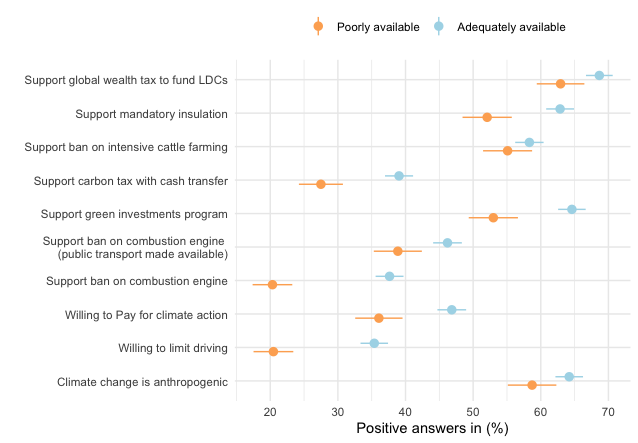 Poorly available Adequately available
Support global wealth tax to fund LDCs
Support mandatory insulation
Support ban on intensive cattle farming
Support carbon tax with cash transfer
Support green investments program
Support ban on combustion engine
(public transport made available)
Support ban on combustion engine
Willing to Pay for climate action
Willing to limit driving
Climate change is anthropogenic
20 30 40 50 60 70
Positive answers in (%)